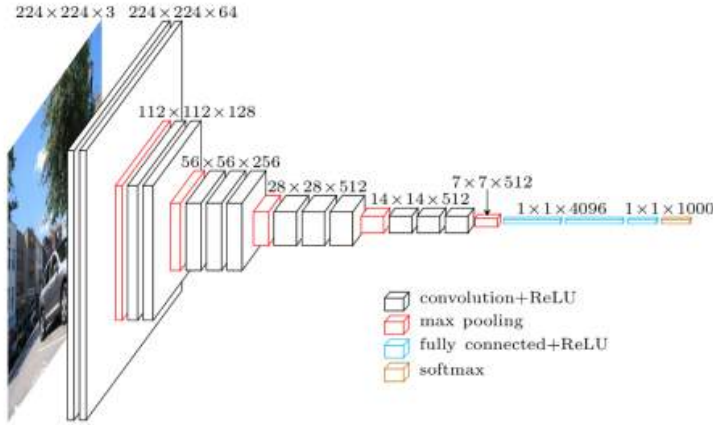 224×224×3
224×224×64
112×112×128
56×56×256
28×28×512
14×14×512
7×7×512
1×1×4096
1×1×1000
convolution+ReLU
max pooling
fully connected+ReLU
softmax